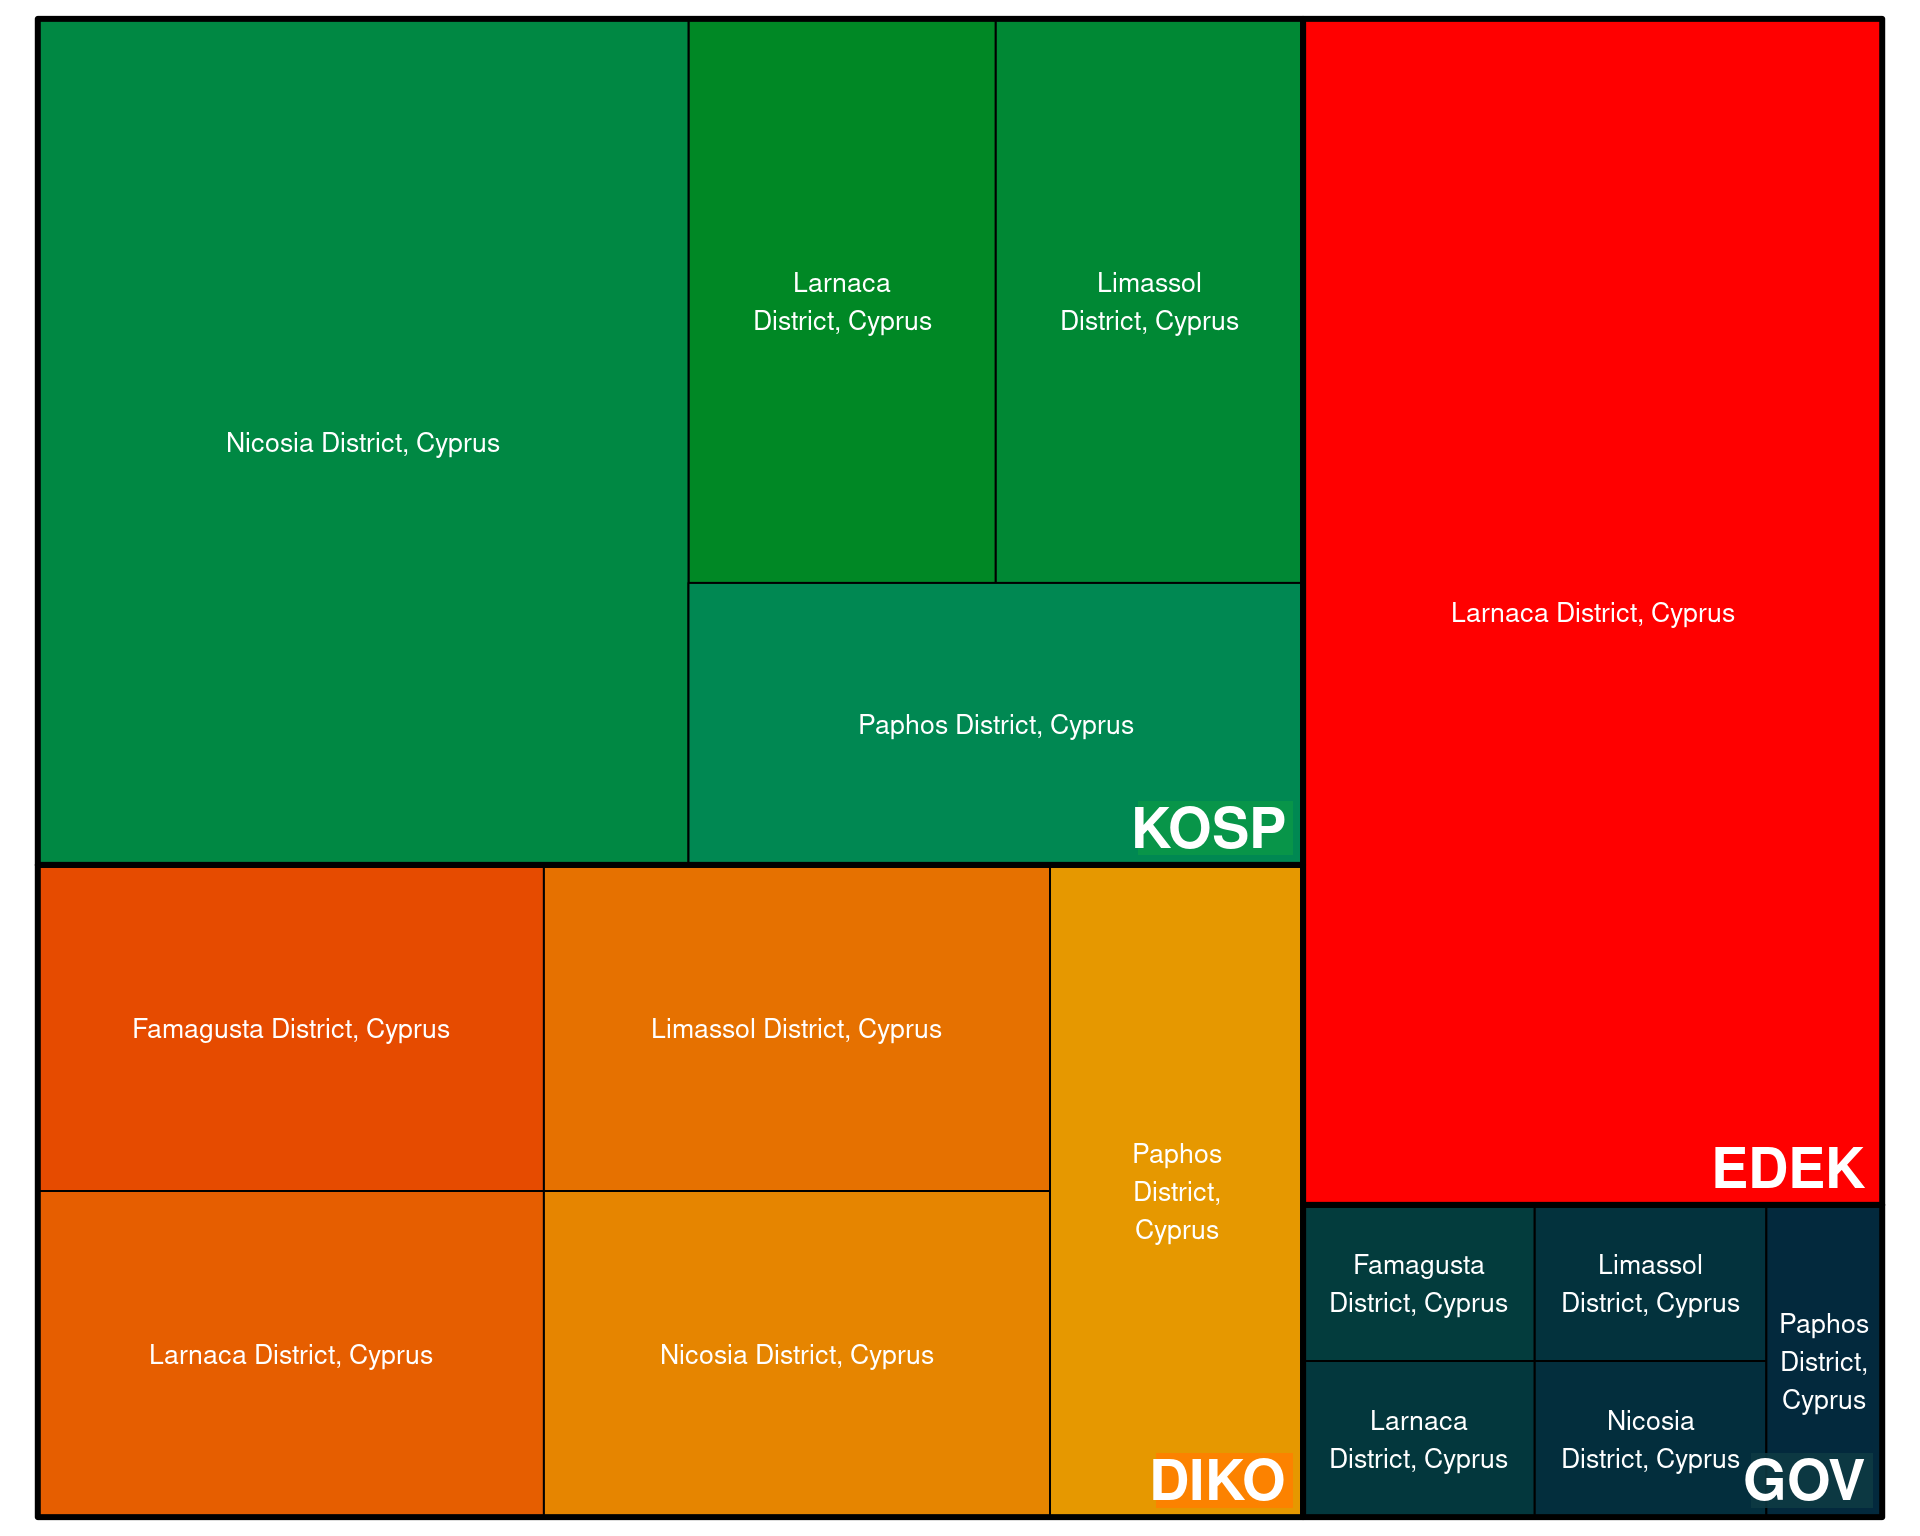 Nicosia District, Cyprus
Larnaca
District, Cyprus
Limassol
District, Cyprus
Paphos District, Cyprus
KOSP
Larnaca District, Cyprus
EDEK
Famagusta District, Cyprus
Limassol District, Cyprus
Larnaca District, Cyprus
Nicosia District, Cyprus
Paphos
District,
Cyprus
DIKO
Famagusta
District, Cyprus
Limassol
District, Cyprus
Larnaca
District, Cyprus
Nicosia
District, Cyprus
Paphos
District,
Cyprus
GOV